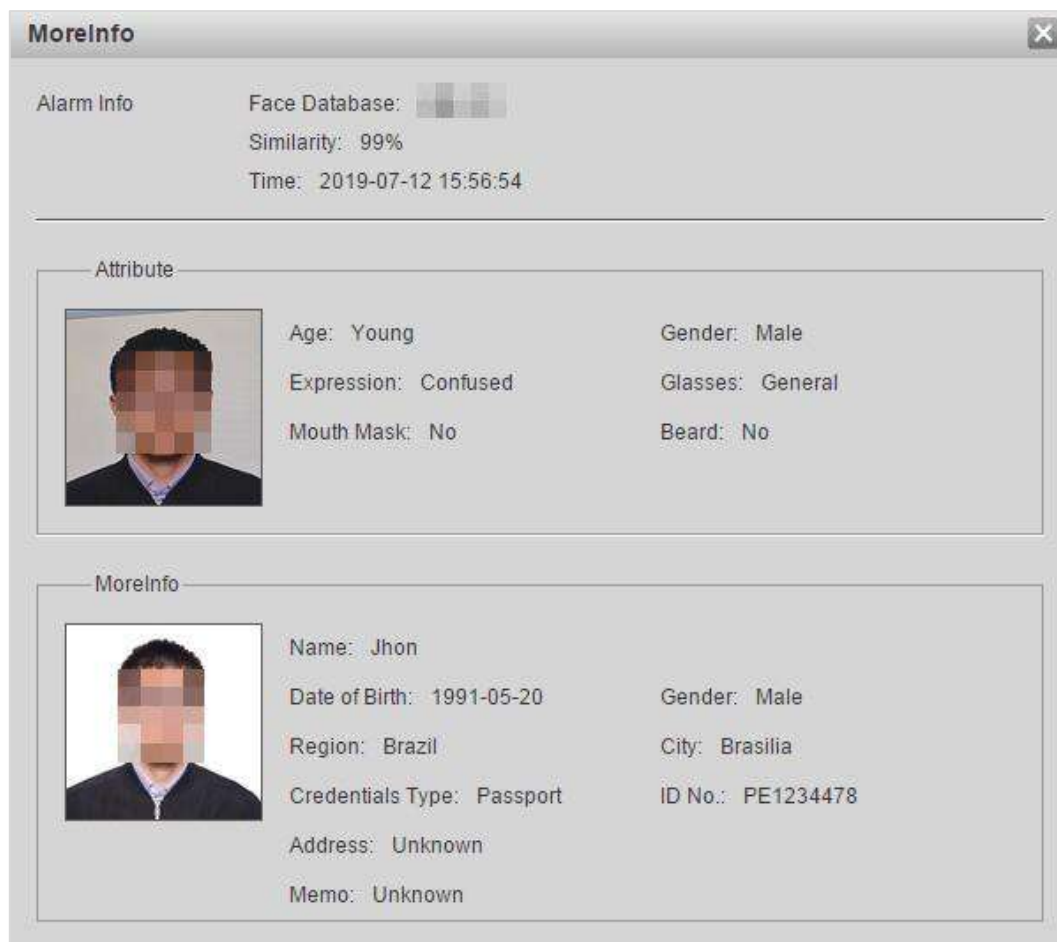 MoreInfo
Alarm Info Face Database:
Similarity: 99%
Time: 2019-07-12 15:56:54
Attribute
Age: Young Gender: Male
Expression: Confused Glasses: General
Mouth Mask: No Beard: No
MoreInfo
Name: Jhon
Date of Birth: 1991-05-20 Gender: Male
Region: Brazil City: Brasilia
Credentials Type: Passport ID No.: PE1234478
Address: Unknown
Memo: Unknown